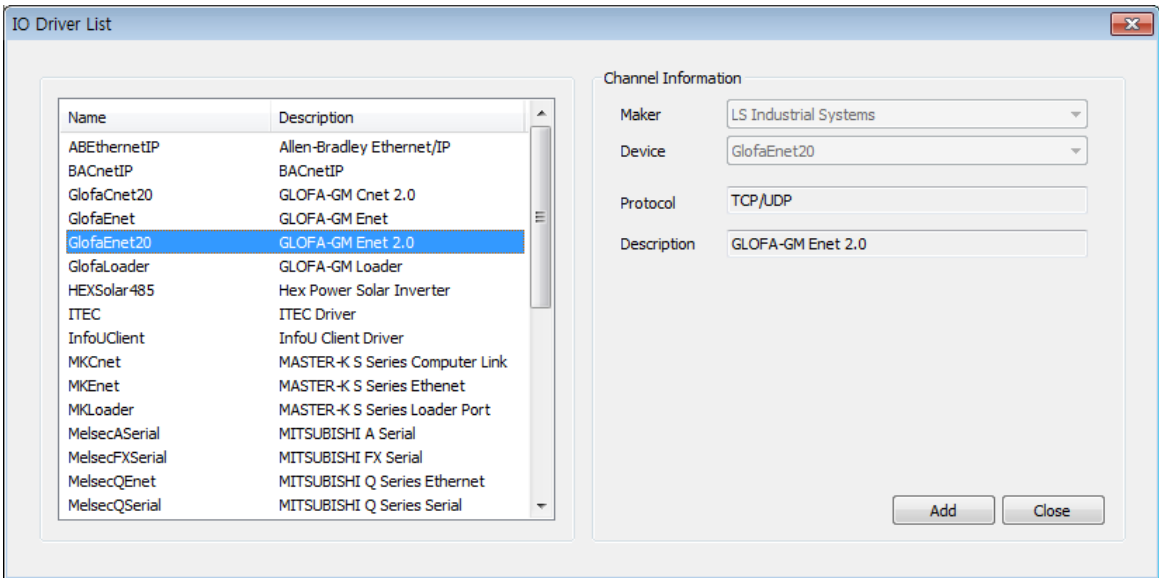 IO Driver List
Name Description
ABEthernetIP Allen-Bradley Ethernet/IP
BACnetIP BACnetIP
GlofaCnet20 GLOFA-GM Cnet 2.0
GlofaEnet GLOFA-GM Enet
GlofaEnet20 GLOFA-GM Enet 2.0
GlofaLoader GLOFA-GM Loader
HEXSolar485 Hex Power Solar Inverter
ITEC ITEC Driver
InfoUClient InfoU Client Driver
MKCnet MASTER-K S Series Computer Link
MKEnet MASTER-K S Series Ethenet
MKLoader MASTER-K S Series Loader Port
MelsecASerial MITSUBISHI A Serial
MelsecFXSerial MITSUBISHI FX Serial
MelsecQEnet MITSUBISHI Q Series Ethernet
MelsecQSerial MITSUBISHI Q Series Serial
Channel Information
Maker LS Industrial Systems
Device GlofaEnet20
Protocol TCP/UDP
Description GLOFA-GM Enet 2.0
Add Close